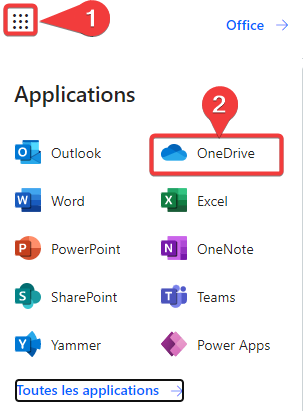 1
Office →
Applications
2
Outlook OneDrive
Word Excel
PowerPoint OneNote
SharePoint Teams
Yammer Power Apps
Toutes les applications →